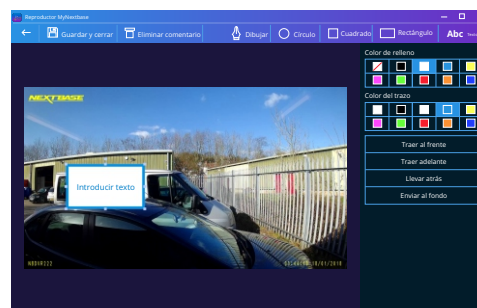 Reproductor MyNextbase
Guardar y cerrar
Eliminar comentario
Dibujar
Círculo
Cuadrado
Rectángulo
Abc
Color de relleno
NEXTBASE
Color del trazo
Traer al frente
Traer adelante
Introducir texto
Llevar atrás
Enviar al fondo